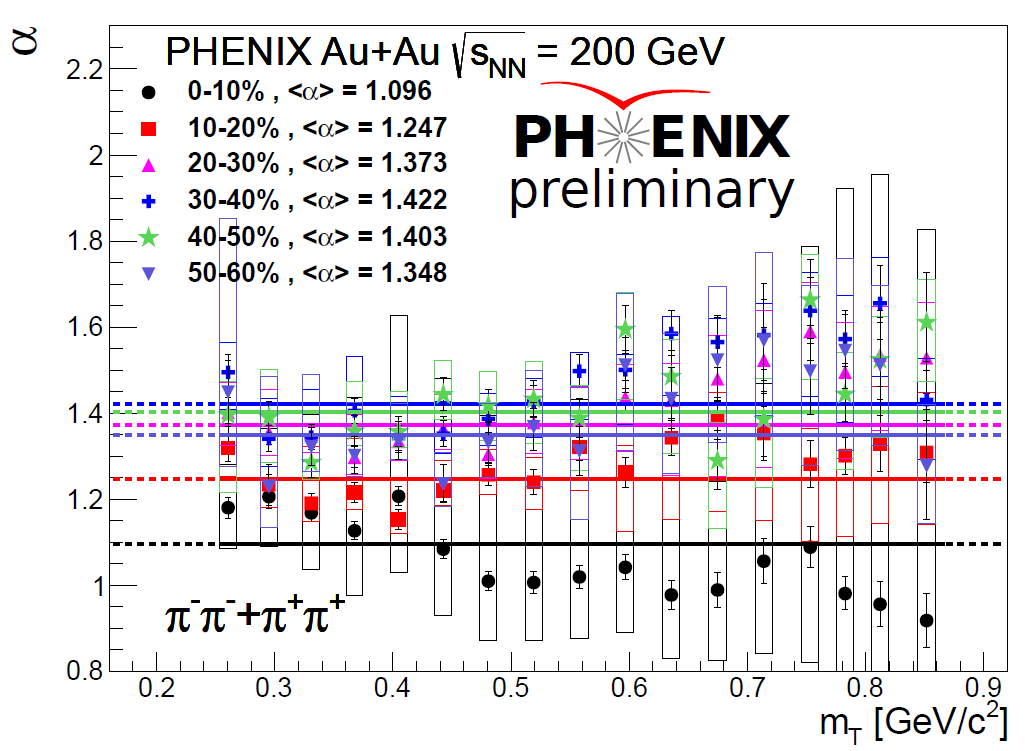 α
PHENIX Au+Au √sNN = 200 GeV
0-10% , <α> = 1.096
10-20% , <α> = 1.247
20-30% , <α> = 1.373
30-40% , <α> = 1.422
40-50% , <α> = 1.403
50-60% , <α> = 1.348
PHENIX
preliminary
2.2
2
1.8
1.6
1.4
1.2
1
0.8
π⁻π⁻+π⁺π⁺
0.2 0.3 0.4 0.5 0.6 0.7 0.8 0.9
mT [GeV/c²]